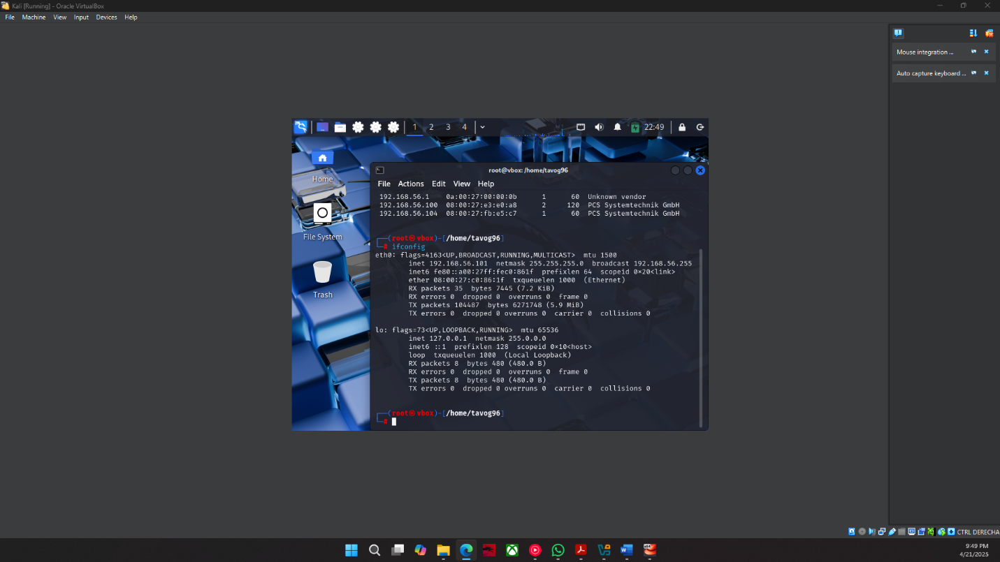 Kali [Running] - Oracle VirtualBox
File Machine View Input Devices Help
Mouse integration ...
Auto capture keyboard ...
1 2 3 4 22:49
Home
File System
Trash
root@vbox: /home/tavog96
File Actions Edit View Help
192.168.56.1 0a:00:27:00:00:0b 1 60 Unknown vendor
192.168.56.100 08:00:27:e3:e0:a8 2 120 PCS Systemtechnik GmbH
192.168.56.104 08:00:27:fb:e5:c7 1 60 PCS Systemtechnik GmbH
┌──(root㉿vbox)-[/home/tavog96]
└─# ifconfig
eth0: flags=4163<UP,BROADCAST,RUNNING,MULTICAST> mtu 1500
inet 192.168.56.101 netmask 255.255.255.0 broadcast 192.168.56.255
inet6 fe80::a00:27ff:fec0:861f prefixlen 64 scopeid 0×20<link>
ether 08:00:27:c0:86:1f txqueuelen 1000 (Ethernet)
RX packets 35 bytes 7445 (7.2 KiB)
RX errors 0 dropped 0 overruns 0 frame 0
TX packets 104487 bytes 6271748 (5.9 MiB)
TX errors 0 dropped 0 overruns 0 carrier 0 collisions 0
lo: flags=73<UP,LOOPBACK,RUNNING> mtu 65536
inet 127.0.0.1 netmask 255.0.0.0
inet6 ::1 prefixlen 128 scopeid 0×10<host>
loop txqueuelen 1000 (Local Loopback)
RX packets 8 bytes 480 (480.0 B)
RX errors 0 dropped 0 overruns 0 frame 0
TX packets 8 bytes 480 (480.0 B)
TX errors 0 dropped 0 overruns 0 carrier 0 collisions 0
┌──(root㉿vbox)-[/home/tavog96]
└─#
CTRL DERECHA
9:49 PM
4/21/2025